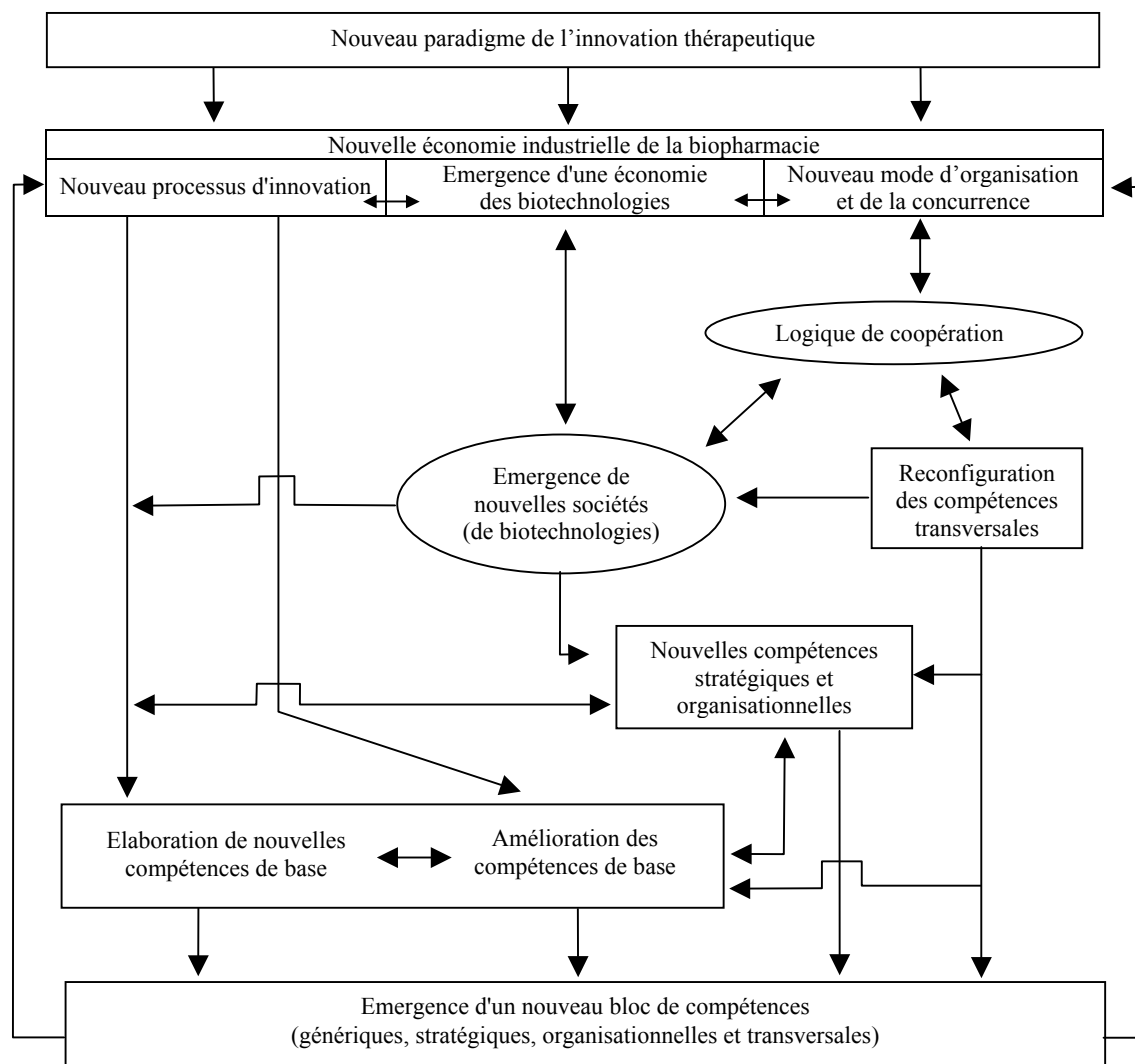 Nouveau paradigme de l’innovation thérapeutique
Nouvelle économie industrielle de la biopharmacie
Nouveau processus d'innovation
Emergence d'une économie
des biotechnologies
Nouveau mode d’organisation
et de la concurrence
Logique de coopération
Emergence de
nouvelles sociétés
(de biotechnologies)
Reconfiguration
des compétences
transversales
Nouvelles compétences
stratégiques et
organisationnelles
Elaboration de nouvelles
compétences de base
Amélioration des
compétences de base
Emergence d'un nouveau bloc de compétences
(génériques, stratégiques, organisationnelles et transversales)